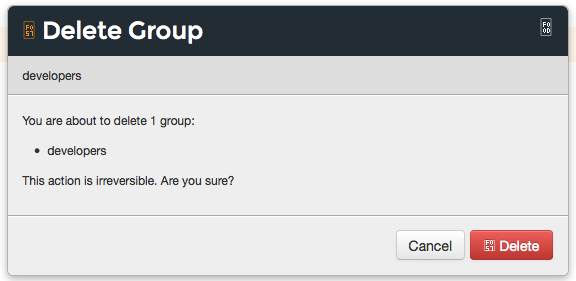 Delete Group
developers
You are about to delete 1 group:
• developers
This action is irreversible. Are you sure?
Cancel
Delete